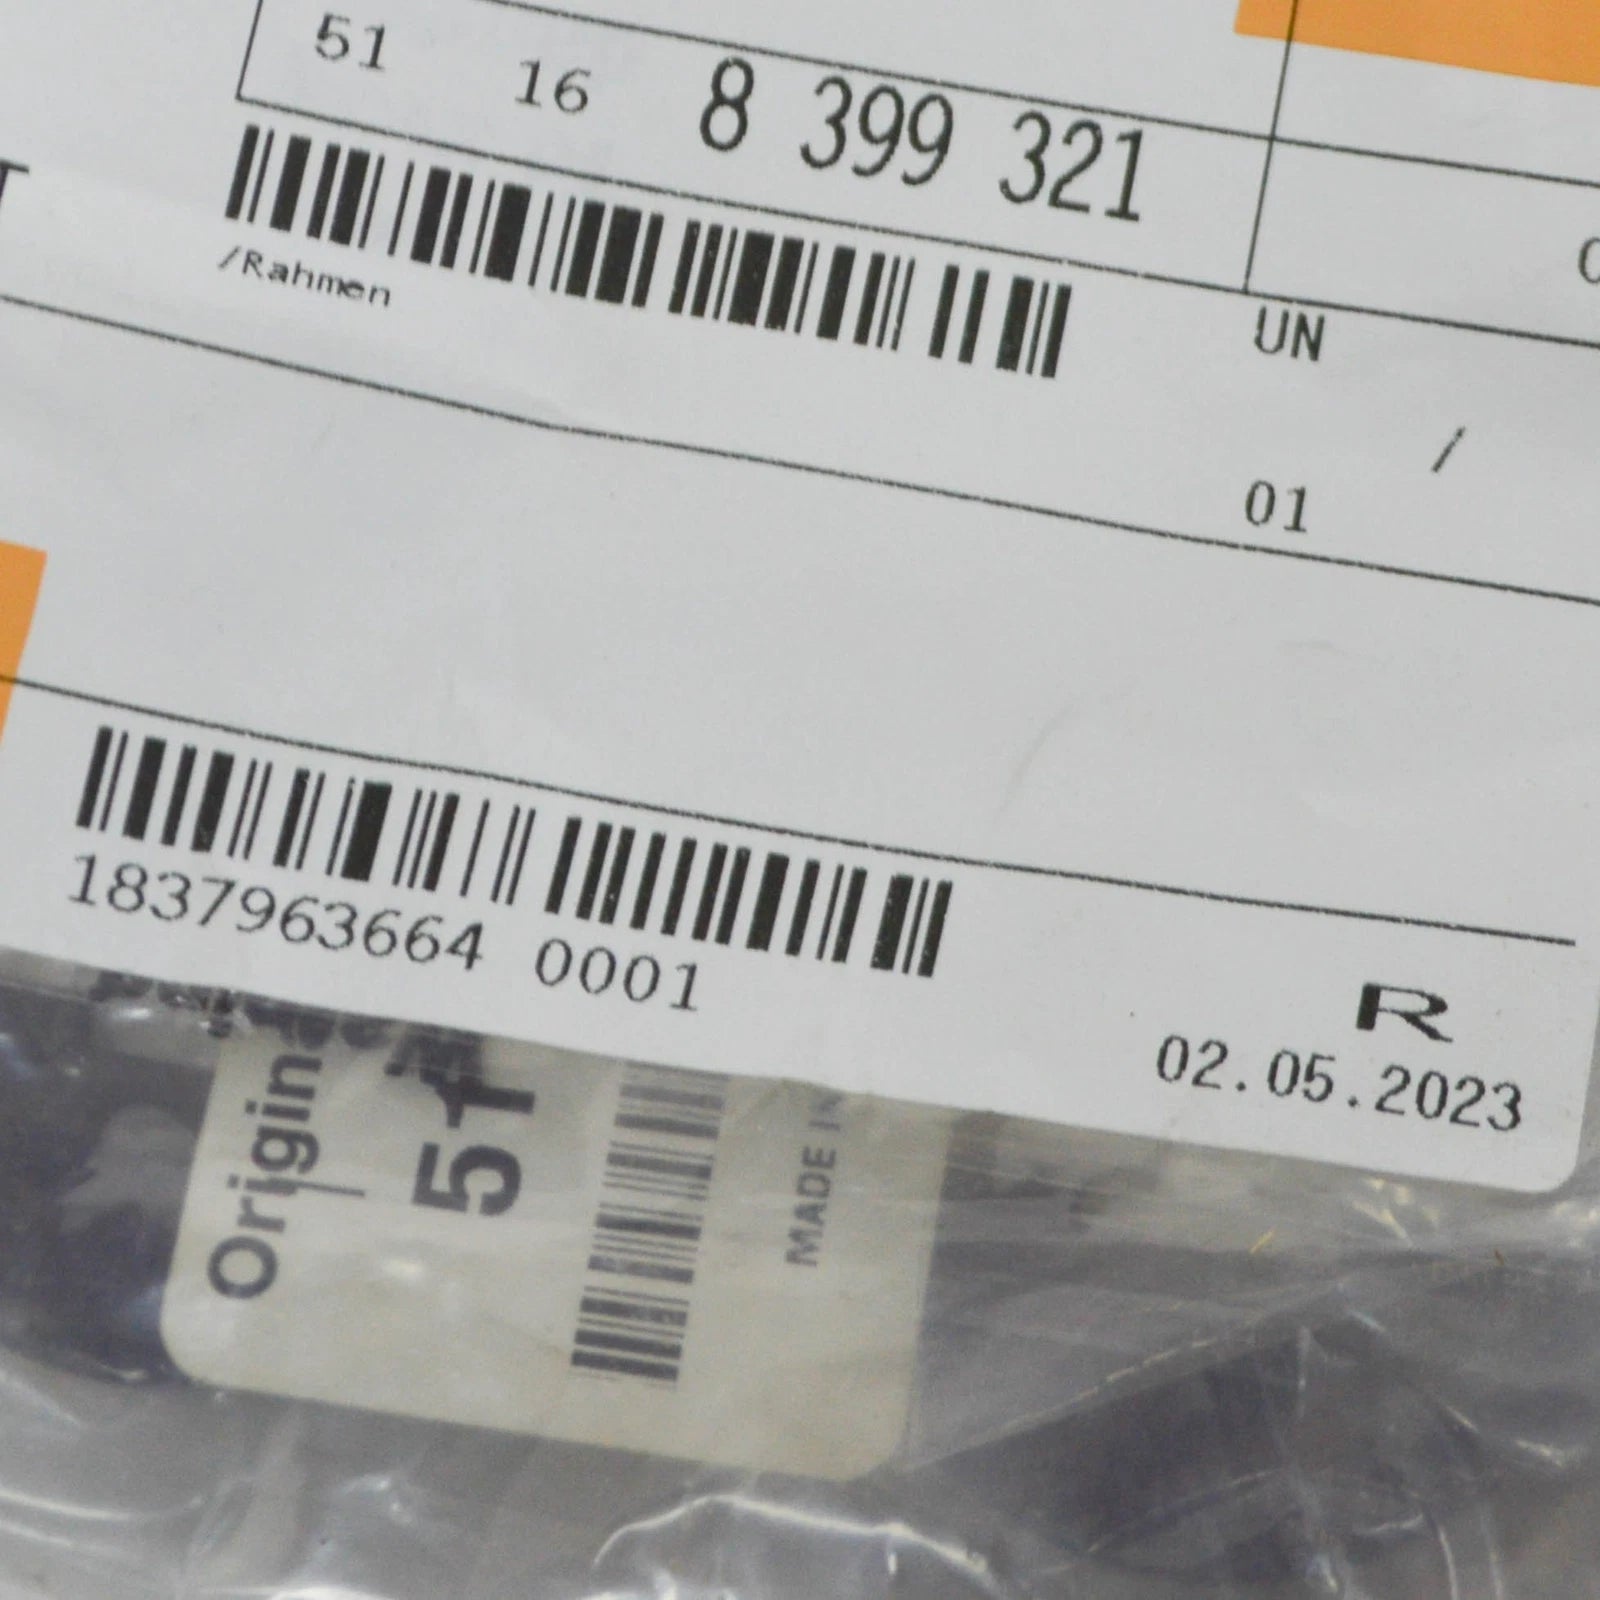 51 16 8 399 321
/Rahmen
UN
/
01
1837963664 0001
R
02.05.2023
Origin
51
MADE IN